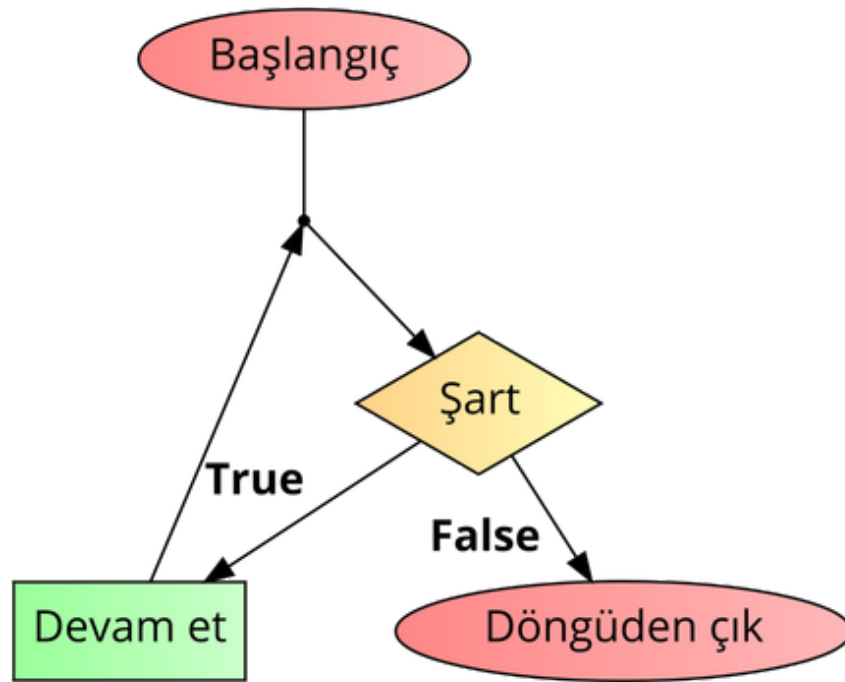 Başlangıç
Şart
True
False
Devam et
Döngüden çık